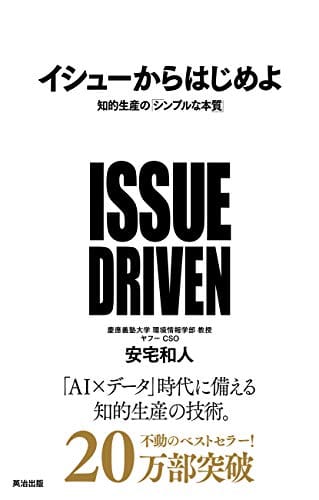 イシューからはじめよ
知的生産の「シンプルな本質」
ISSUE
DRIVEN
慶應義塾大学 環境情報学部 教授
ヤフー CSO
安宅和人
「AI×データ」時代に備える
知的生産の技術。
不動のベストセラー!
20万部突破
英治出版